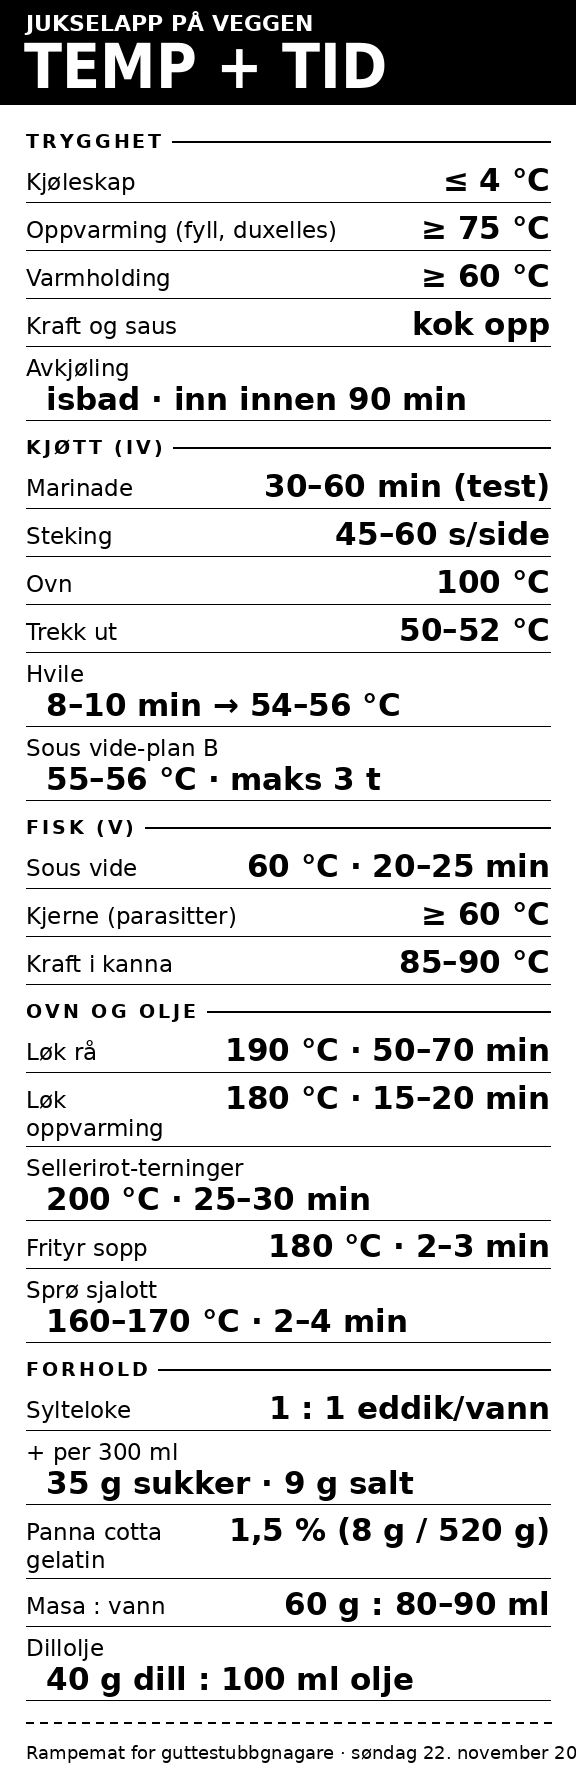 JUKSELAPP PÅ VEGGEN
TEMP + TID
TRYGGHET
Kjøleskap ≤ 4 °C
Oppvarming (fyll, duxelles) ≥ 75 °C
Varmholding ≥ 60 °C
Kraft og saus kok opp
Avkjøling
isbad · inn innen 90 min
KJØTT (IV)
Marinade 30–60 min (test)
Steking 45–60 s/side
Ovn 100 °C
Trekk ut 50–52 °C
Hvile
8–10 min → 54–56 °C
Sous vide-plan B
55–56 °C · maks 3 t
FISK (V)
Sous vide 60 °C · 20–25 min
Kjerne (parasitter) ≥ 60 °C
Kraft i kanna 85–90 °C
OVN OG OLJE
Løk rå 190 °C · 50–70 min
Løk 180 °C · 15–20 min
oppvarming
Sellerirot-terninger
200 °C · 25–30 min
Frityr sopp 180 °C · 2–3 min
Sprø sjalott
160–170 °C · 2–4 min
FORHOLD
Sylteloke 1 : 1 eddik/vann
+ per 300 ml
35 g sukker · 9 g salt
Panna cotta 1,5 % (8 g / 520 g)
gelatin
Masa : vann 60 g : 80–90 ml
Dillolje
40 g dill : 100 ml olje
Rampemat for guttestubbgnagare · søndag 22. november 20